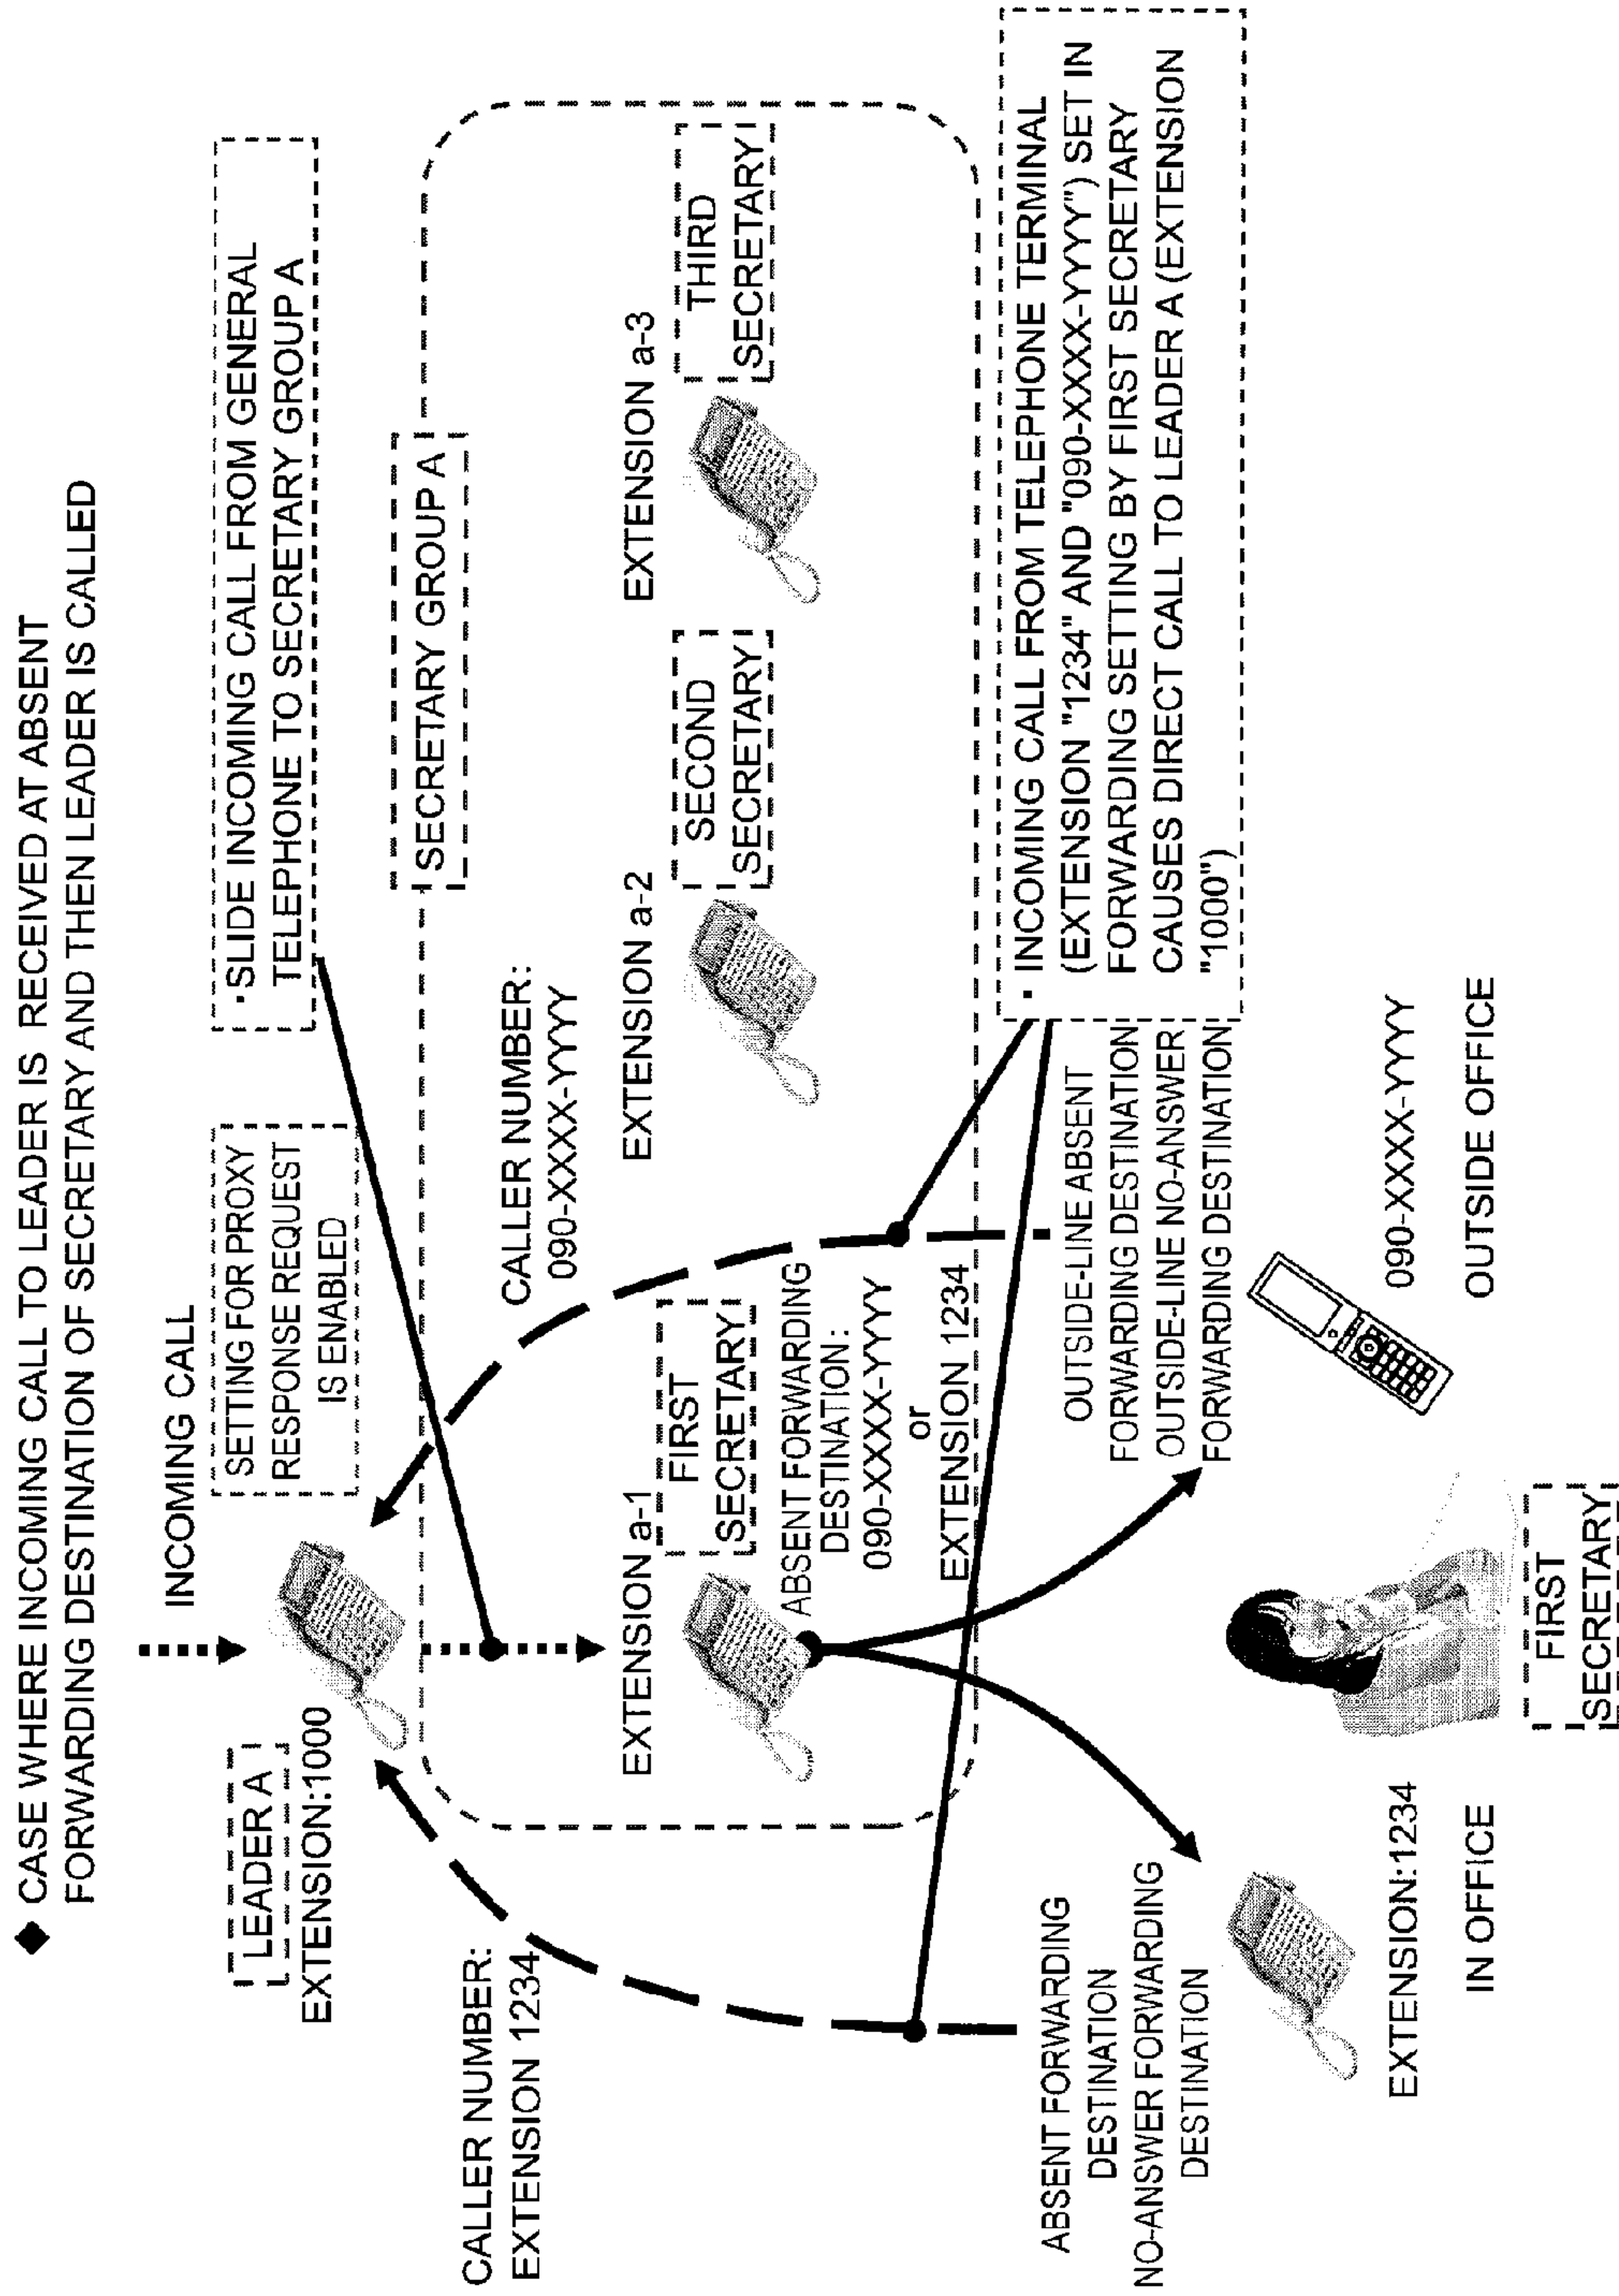 ◆ CASE WHERE INCOMING CALL TO LEADER IS RECEIVED AT ABSENT
FORWARDING DESTINATION OF SECRETARY AND THEN LEADER IS CALLED
INCOMING CALL
LEADER A
EXTENSION:1000
SETTING FOR PROXY
RESPONSE REQUEST
IS ENABLED
·SLIDE INCOMING CALL FROM GENERAL
TELEPHONE TO SECRETARY GROUP A
SECRETARY GROUP A
CALLER NUMBER:
EXTENSION 1234
CALLER NUMBER:
090-XXXX-YYYY
EXTENSION a-1
FIRST
SECRETARY
EXTENSION a-2
SECOND
SECRETARY
EXTENSION a-3
THIRD
SECRETARY
ABSENT FORWARDING
DESTINATION:
090-XXXX-YYYY
or
EXTENSION 1234
· INCOMING CALL FROM TELEPHONE TERMINAL
(EXTENSION "1234" AND "090-XXXX-YYYY") SET IN
FORWARDING SETTING BY FIRST SECRETARY
CAUSES DIRECT CALL TO LEADER A (EXTENSION
"1000")
ABSENT FORWARDING
DESTINATION
NO-ANSWER FORWARDING
DESTINATION
OUTSIDE-LINE ABSENT
FORWARDING DESTINATION
OUTSIDE-LINE NO-ANSWER
FORWARDING DESTINATION
EXTENSION:1234
IN OFFICE
FIRST
SECRETARY
090-XXXX-YYYY
OUTSIDE OFFICE